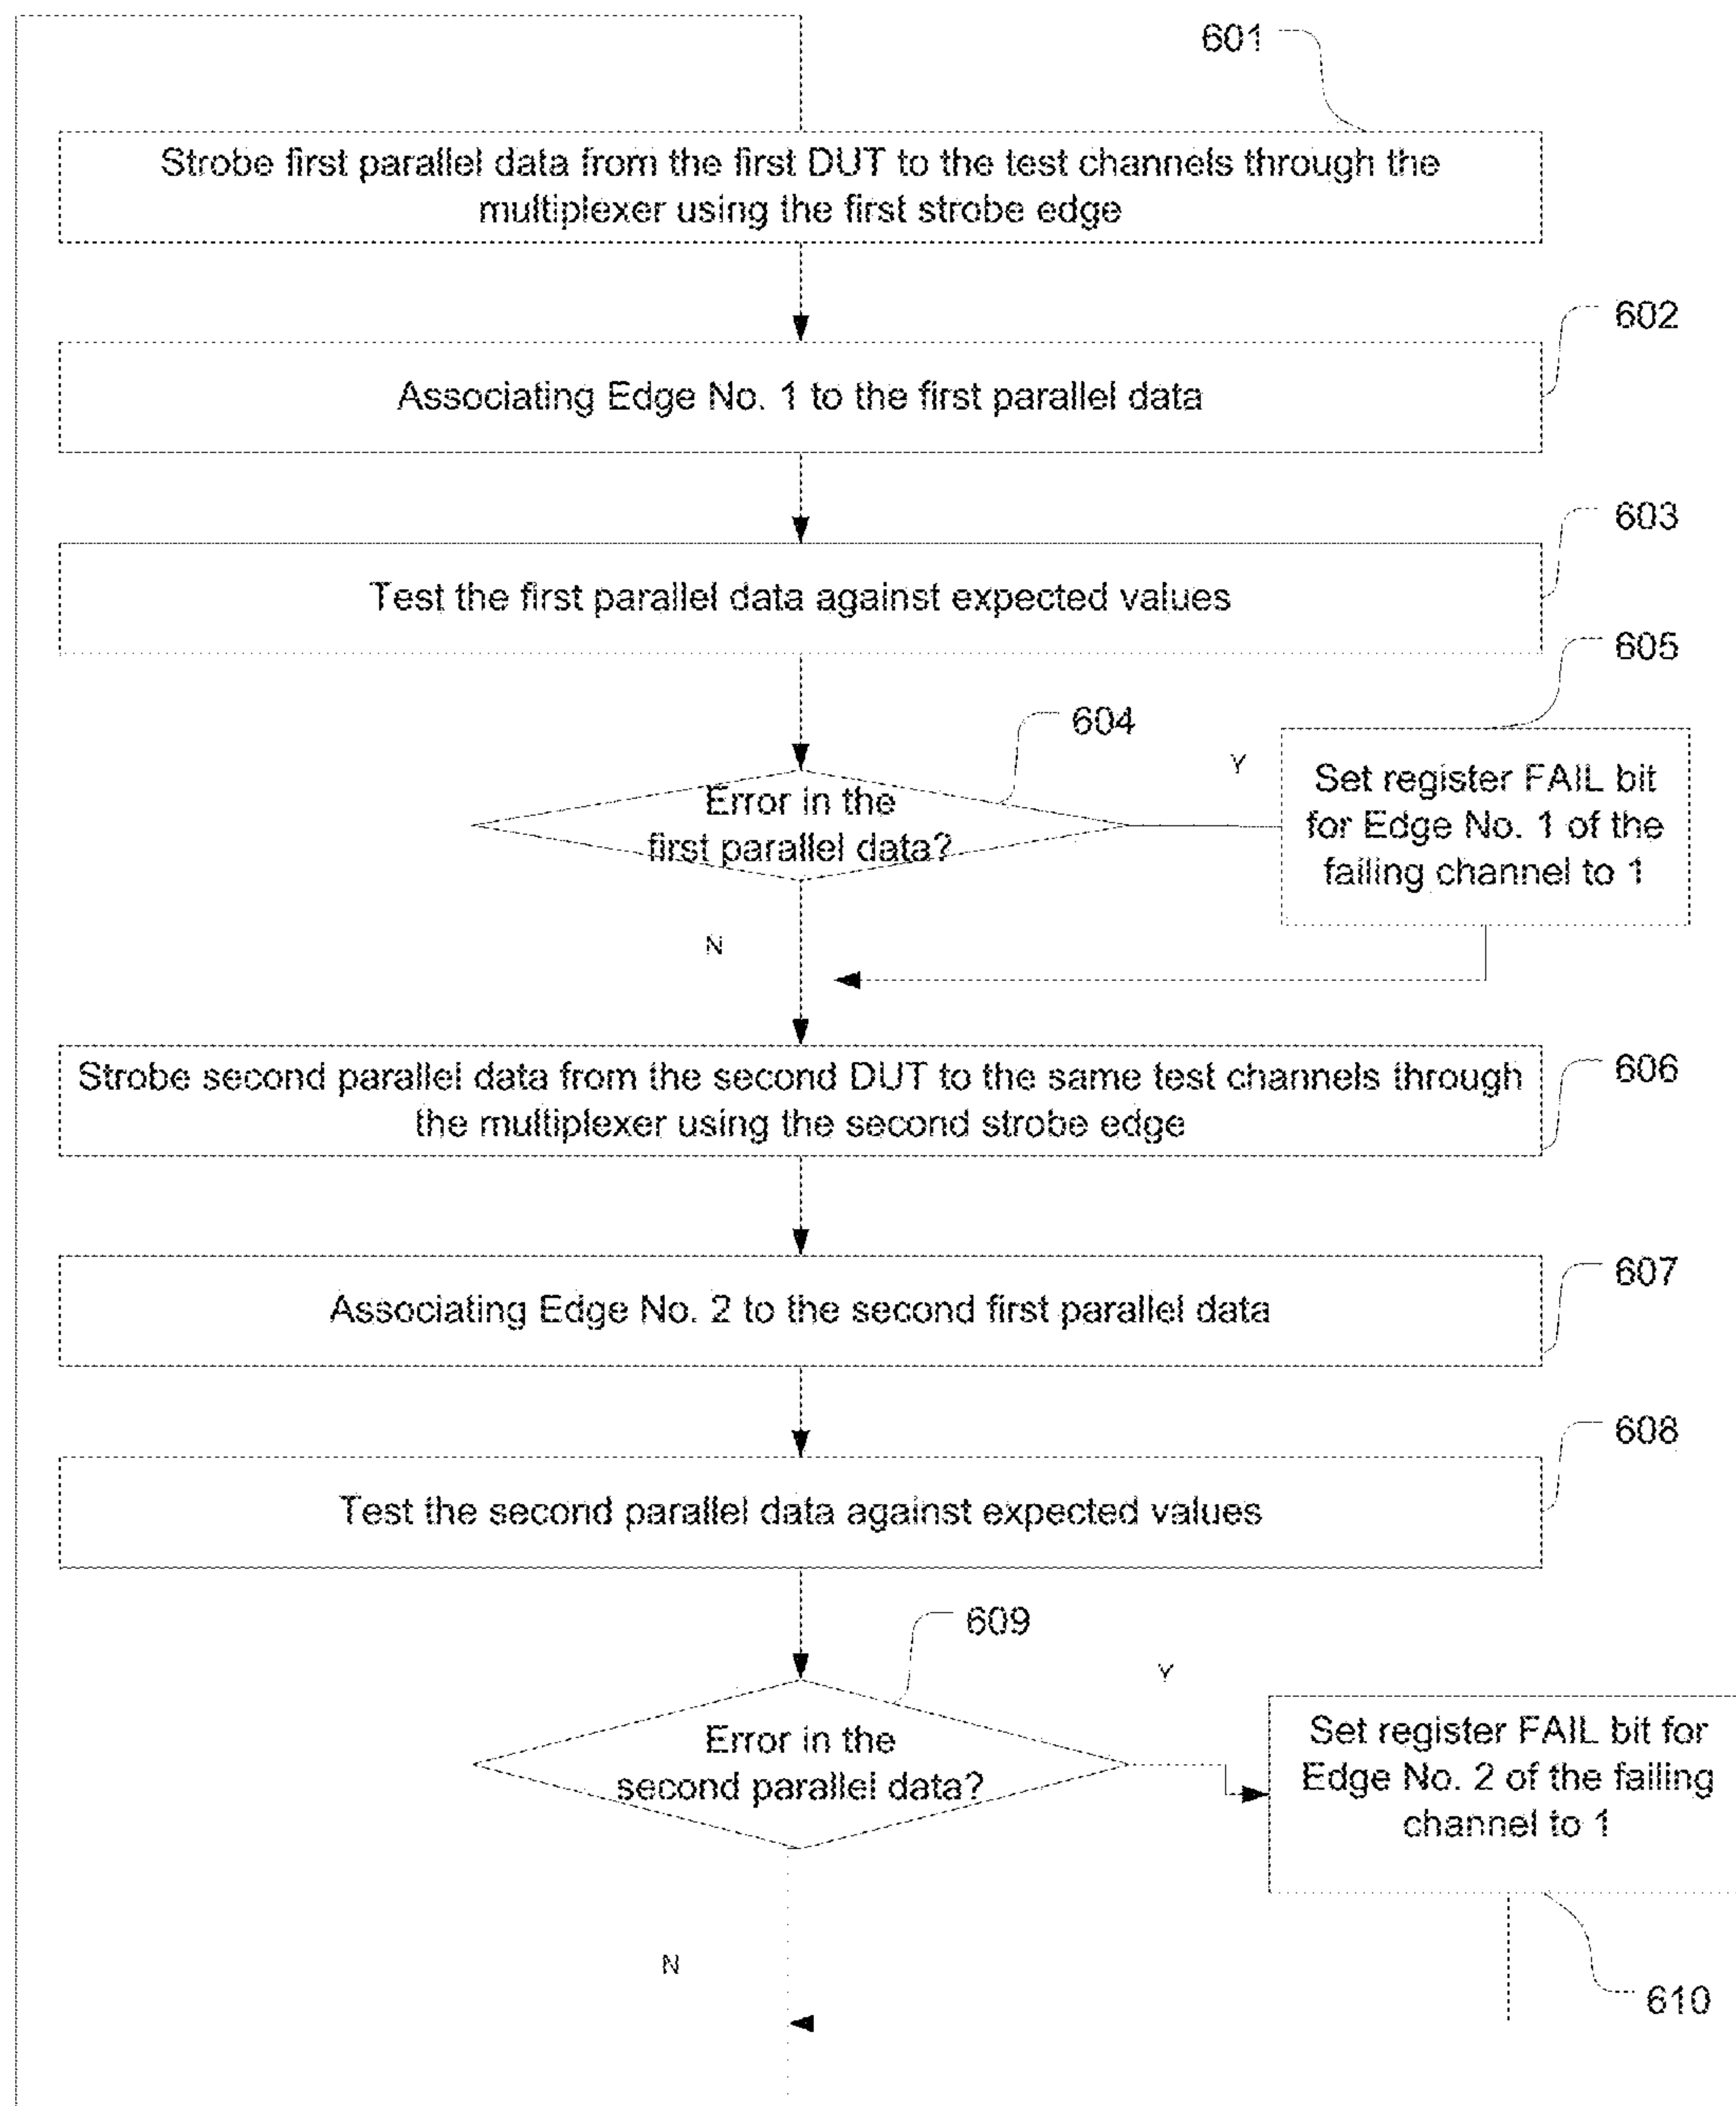 601
Strobe first parallel data from the first DUT to the test channels through the
multiplexer using the first strobe edge
602
Associating Edge No. 1 to the first parallel data
603
Test the first parallel data against expected values
605
604
Y
Error in the
first parallel data?
Set register FAIL bit
for Edge No. 1 of the
failing channel to 1
N
Strobe second parallel data from the second DUT to the same test channels through
the multiplexer using the second strobe edge
606
Associating Edge No. 2 to the second first parallel data
607
Test the second parallel data against expected values
608
609
Y
Error in the
second parallel data?
Set register FAIL bit for
Edge No. 2 of the failing
channel to 1
N
610